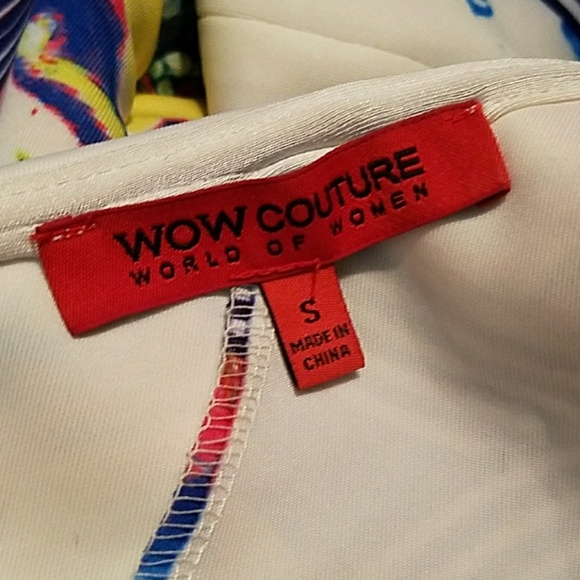 WOW COUTURE
WORLD OF WOMEN
S
MADE IN
CHINA